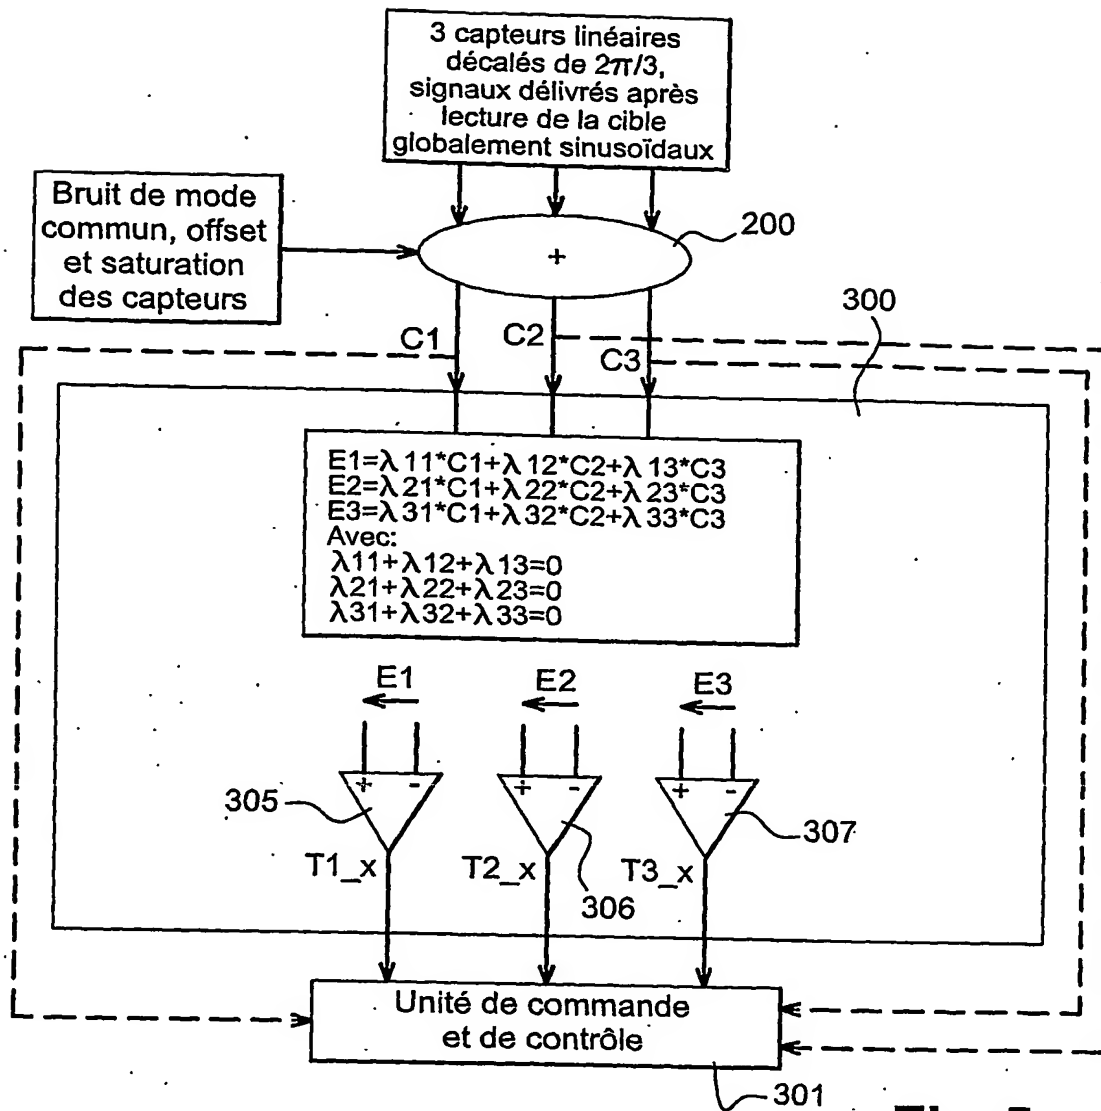 3 capteurs linéaires
décalés de 2π/3,
signaux délivrés après
lecture de la cible
globalement sinusoïdaux
Bruit de mode
commun, offset
et saturation
des capteurs
+
200
300
C1
C2
C3
E1=λ11*C1+λ12*C2+λ13*C3
E2=λ21*C1+λ22*C2+λ23*C3
E3=λ31*C1+λ32*C2+λ33*C3
Avec:
λ11+λ12+λ13=0
λ21+λ22+λ23=0
λ31+λ32+λ33=0
E1
E2
E3
+ -
+ -
+ -
305
306
307
T1_x
T2_x
T3_x
Unité de commande
et de contrôle
301